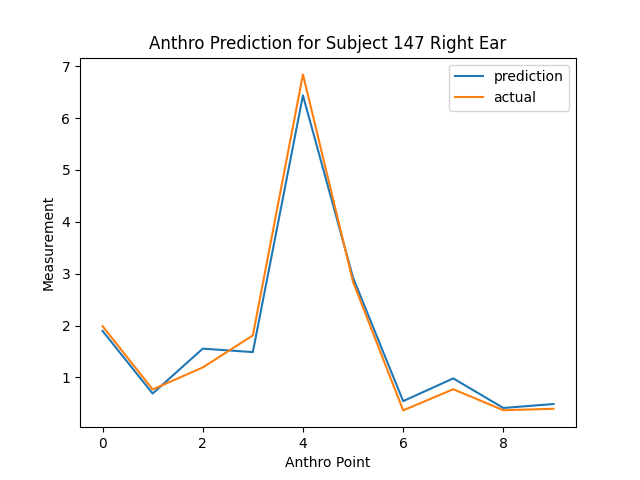 Anthro Prediction for Subject 147 Right Ear
prediction
actual
Measurement
7
6
5
4
3
2
1
0 2 4 6 8
Anthro Point